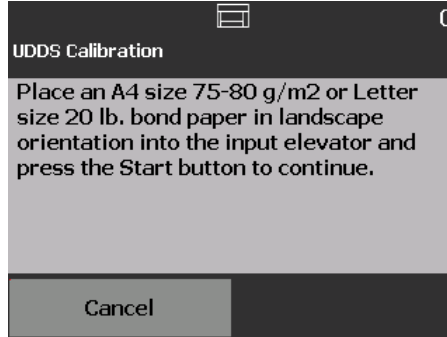 UDDS Calibration
Place an A4 size 75-80 g/m2 or Letter
size 20 lb. bond paper in landscape
orientation into the input elevator and
press the Start button to continue.
Cancel